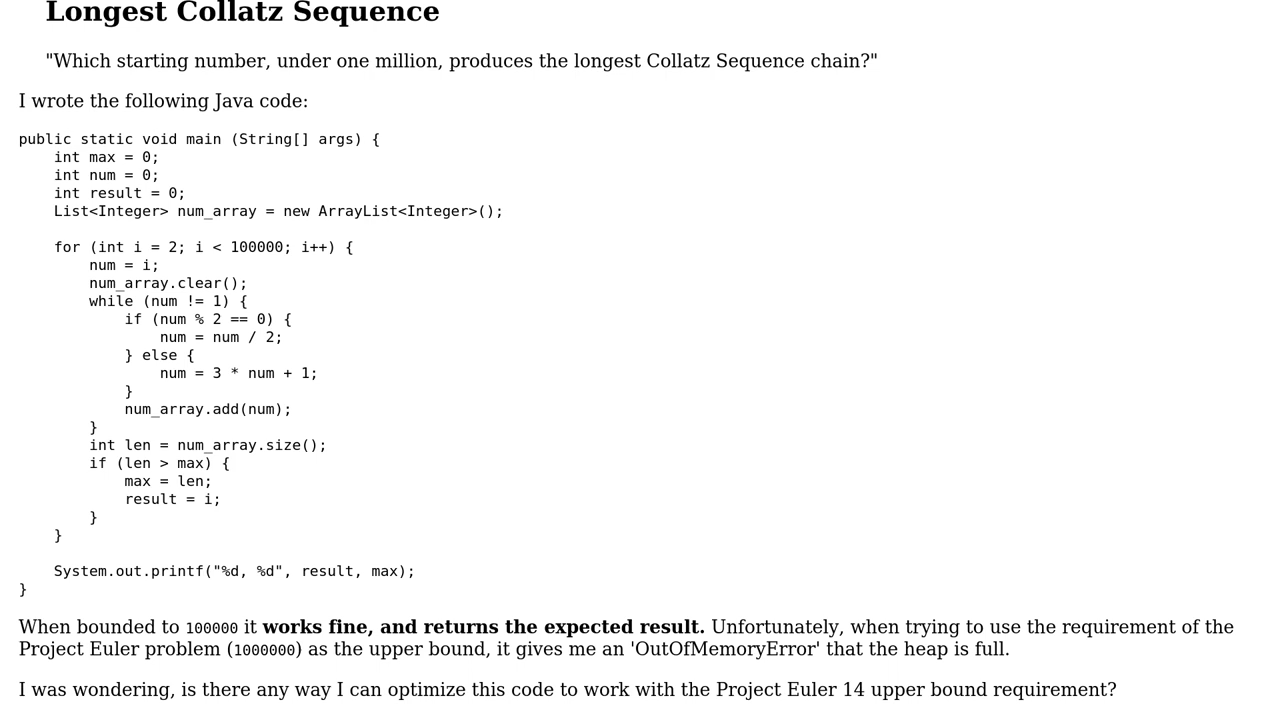 Longest Collatz Sequence
"Which starting number, under one million, produces the longest Collatz Sequence chain?"
I wrote the following Java code:
public static void main (String[] args) {
    int max = 0;
    int num = 0;
    int result = 0;
    List<Integer> num_array = new ArrayList<Integer>();

    for (int i = 2; i < 100000; i++) {
        num = i;
        num_array.clear();
        while (num != 1) {
            if (num % 2 == 0) {
                num = num / 2;
            } else {
                num = 3 * num + 1;
            }
            num_array.add(num);
        }
        int len = num_array.size();
        if (len > max) {
            max = len;
            result = i;
        }
    }

    System.out.printf("%d, %d", result, max);
}
When bounded to 100000 it works fine, and returns the expected result. Unfortunately, when trying to use the requirement of the
Project Euler problem (1000000) as the upper bound, it gives me an 'OutOfMemoryError' that the heap is full.
I was wondering, is there any way I can optimize this code to work with the Project Euler 14 upper bound requirement?